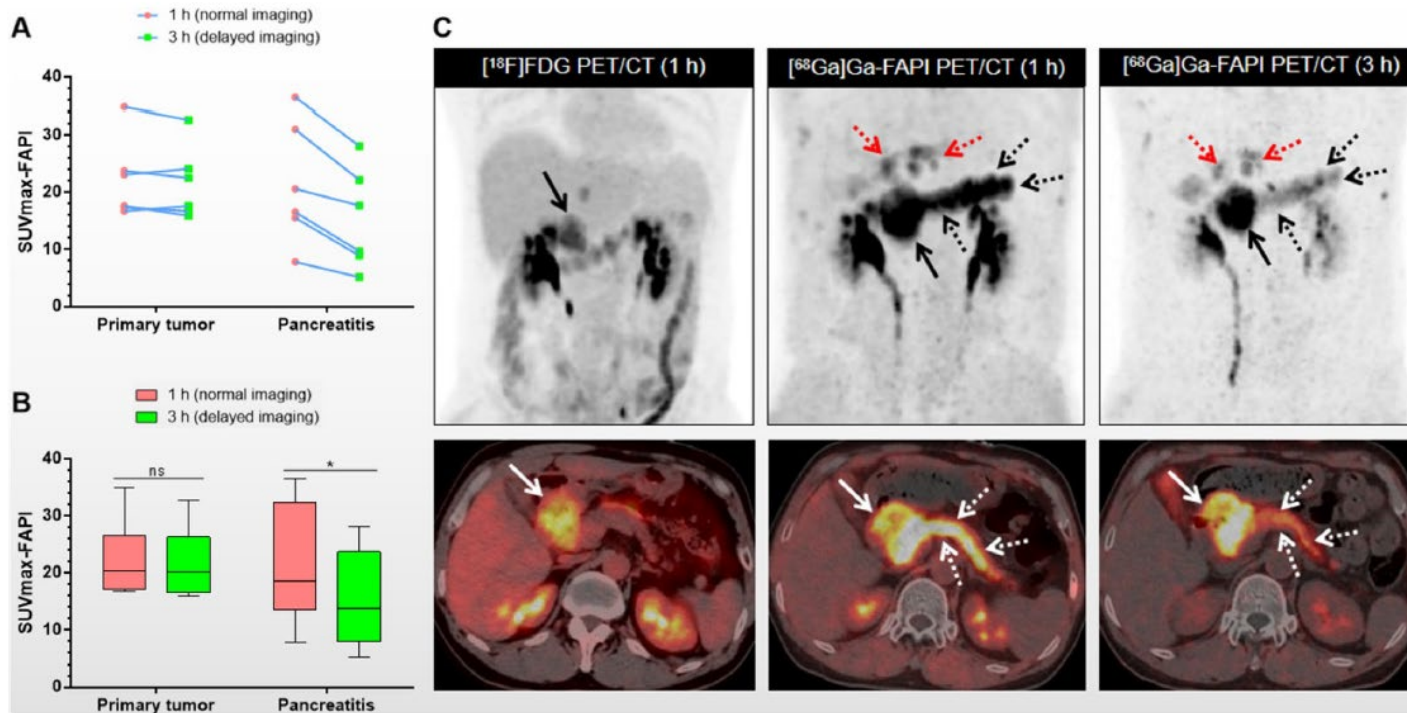 A
1 h (normal imaging)
3 h (delayed imaging)
SUVmax-FAPI
40
30
20
10
0
Primary tumor
Pancreatitis
B
1 h (normal imaging)
3 h (delayed imaging)
SUVmax-FAPI
40
30
20
10
0
ns
*
Primary tumor
Pancreatitis
C
[¹⁸F]FDG PET/CT (1 h)
[⁶⁸Ga]Ga-FAPI PET/CT (1 h)
[⁶⁸Ga]Ga-FAPI PET/CT (3 h)